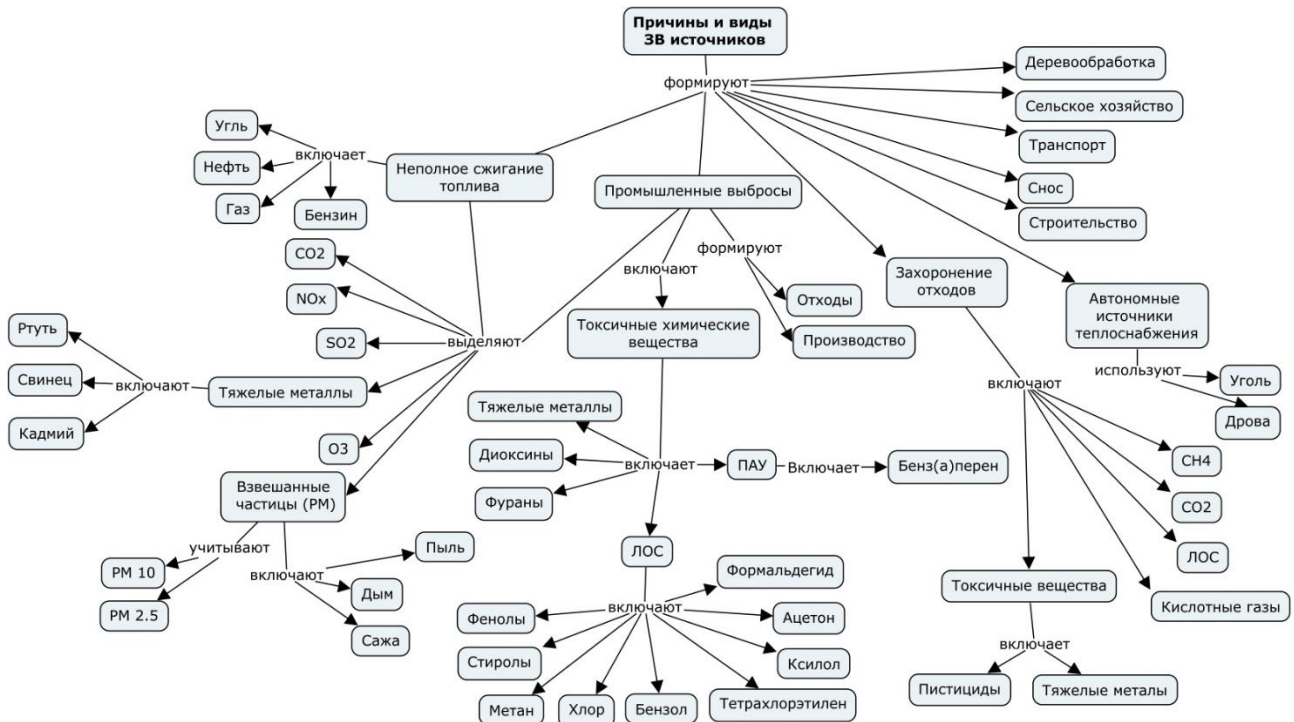 Причины и виды
ЗВ источников
формируют
Деревообработка
Сельское хозяйство
Транспорт
Снос
Строительство
Угль
включает
Нефть
Газ
Бензин
Неполное сжигание
топлива
Промышленные выбросы
формируют
включают
Отходы
Производство
Захоронение
отходов
Автономные
источники
теплоснабжения
используют
Уголь
Дрова
CO2
NOx
SO2
выделяют
Токсичные химические
вещества
Ртуть
Свинец
включают
Кадмий
Тяжелые металлы
O3
Взвешанные
частицы (PM)
учитывают
PM 10
PM 2.5
включают
Пыль
Дым
Сажа
Тяжелые металлы
Диоксины
Фураны
включает
ПАУ
Включает
Бенз(а)перен
ЛОС
включают
Формальдегид
Фенолы
Ацетон
Стиролы
Ксилол
Метан
Хлор
Бензол
Тетрахлорэтилен
включают
CH4
CO2
ЛОС
Кислотные газы
Токсичные вещества
включает
Пистициды
Тяжелые металы